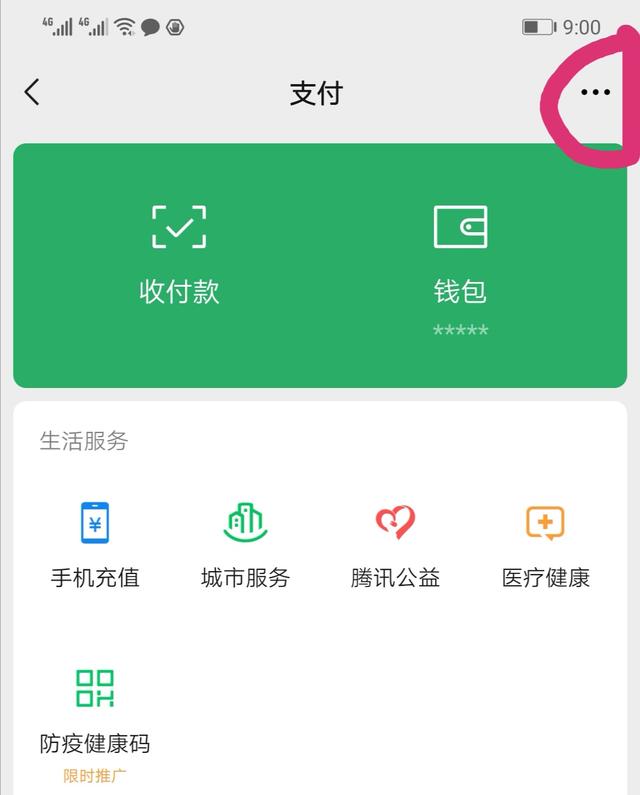 4G 4G 9:00
支付
收付款 钱包
*****
生活服务
手机充值 城市服务 腾讯公益 医疗健康
防疫健康码
限时推广